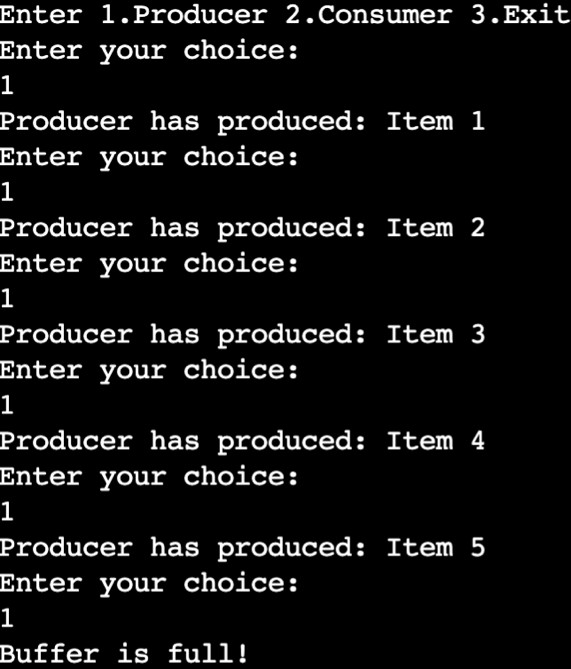 Enter 1.Producer 2.Consumer 3.Exit
Enter your choice:
1
Producer has produced: Item 1
Enter your choice:
1
Producer has produced: Item 2
Enter your choice:
1
Producer has produced: Item 3
Enter your choice:
1
Producer has produced: Item 4
Enter your choice:
1
Producer has produced: Item 5
Enter your choice:
1
Buffer is full!